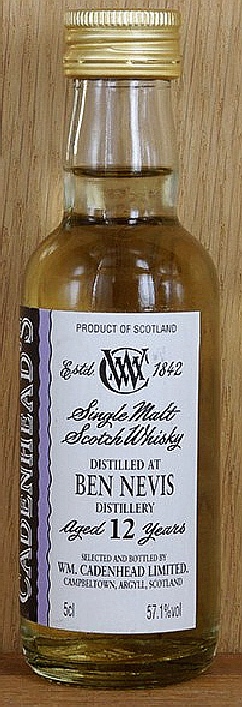 CADENHEAD'S
PRODUCT OF SCOTLAND
Estd WC 1842
Single Malt
Scotch Whisky
DISTILLED AT
BEN NEVIS
DISTILLERY
Aged 12 Years
SELECTED AND BOTTLED BY
WM. CADENHEAD LIMITED.
CAMPBELTOWN, ARGYLL, SCOTLAND
5cl 57.1%vol